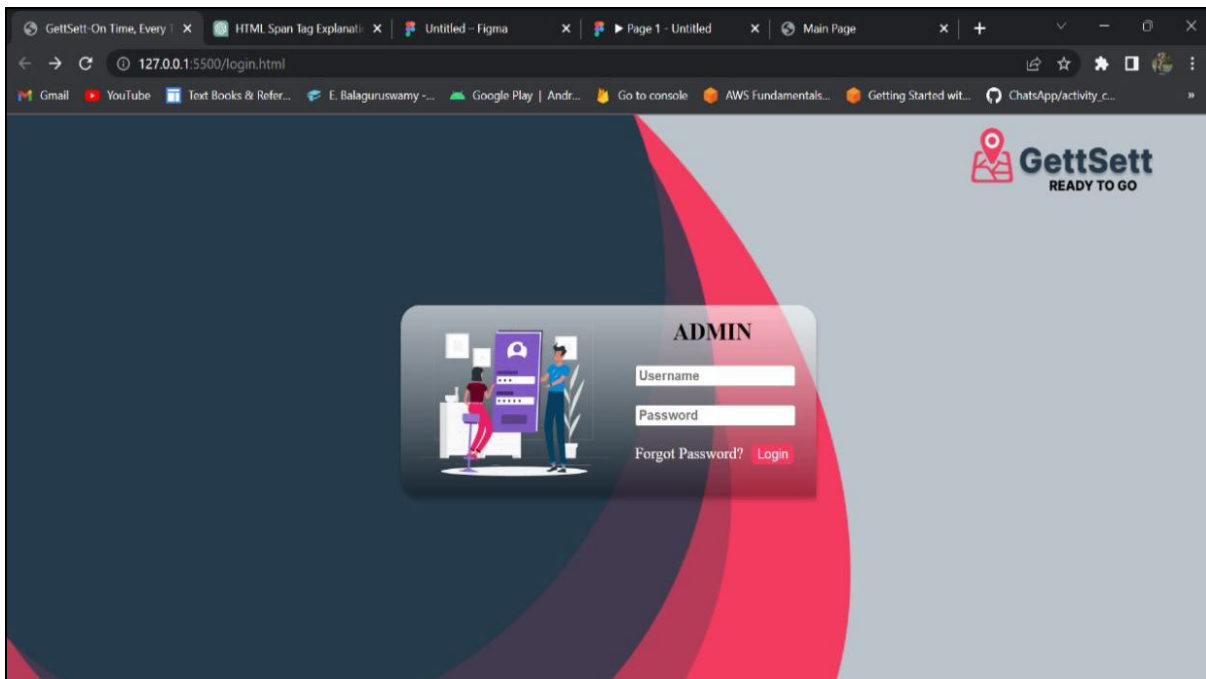 GettSett-On Time, Every T
HTML Span Tag Explanatic
Untitled – Figma
Page 1 - Untitled
Main Page
127.0.0.1:5500/login.html
Gmail
YouTube
Text Books & Refer...
E. Balaguruswamy -...
Google Play | Andr...
Go to console
AWS Fundamentals...
Getting Started wit...
ChatsApp/activity_c...
GettSett
READY TO GO
ADMIN
Username
Password
Forgot Password? Login